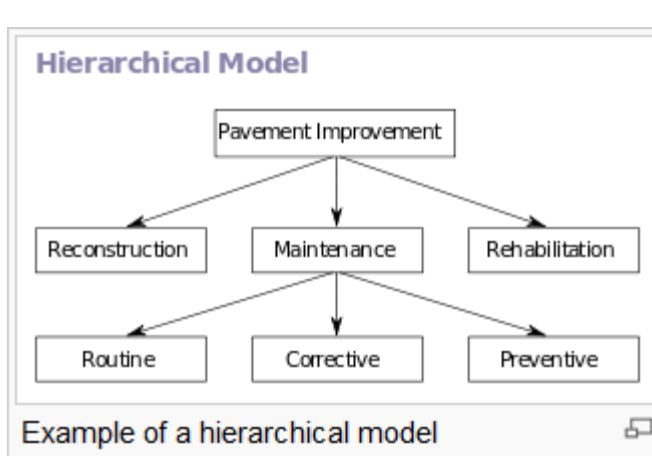 Hierarchical Model
Pavement Improvement
Reconstruction
Maintenance
Rehabilitation
Routine
Corrective
Preventive
Example of a hierarchical model